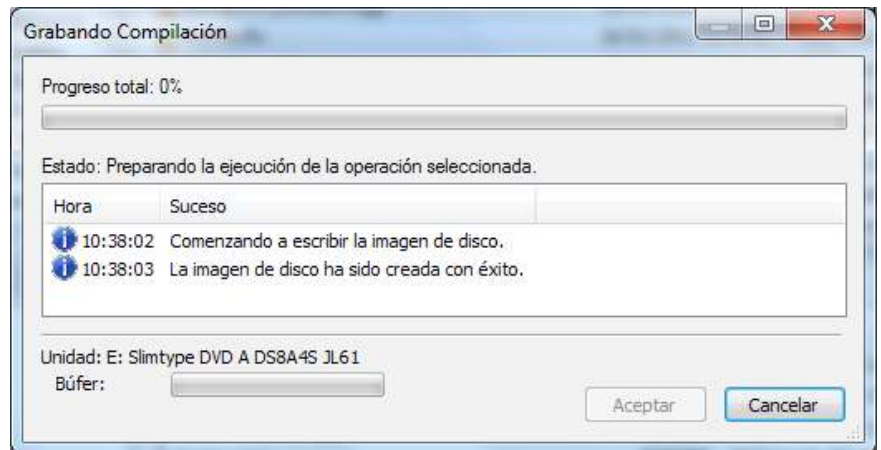 Grabando Compilación
Progreso total: 0%
Estado: Preparando la ejecución de la operación seleccionada.
Hora Suceso
10:38:02 Comenzando a escribir la imagen de disco.
10:38:03 La imagen de disco ha sido creada con éxito.
Unidad: E: Slimtype DVD A DS8A4S JL61
Búfer:
Aceptar Cancelar